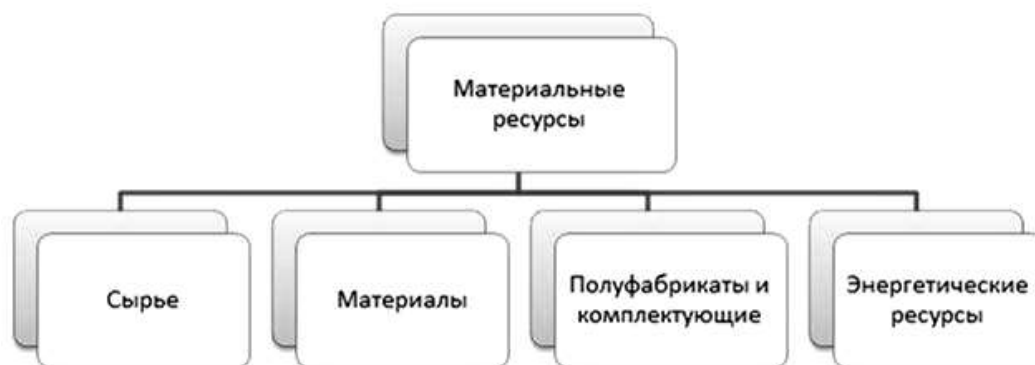 Материальные
ресурсы
Сырье
Материалы
Полуфабрикаты и
комплектующие
Энергетические
ресурсы